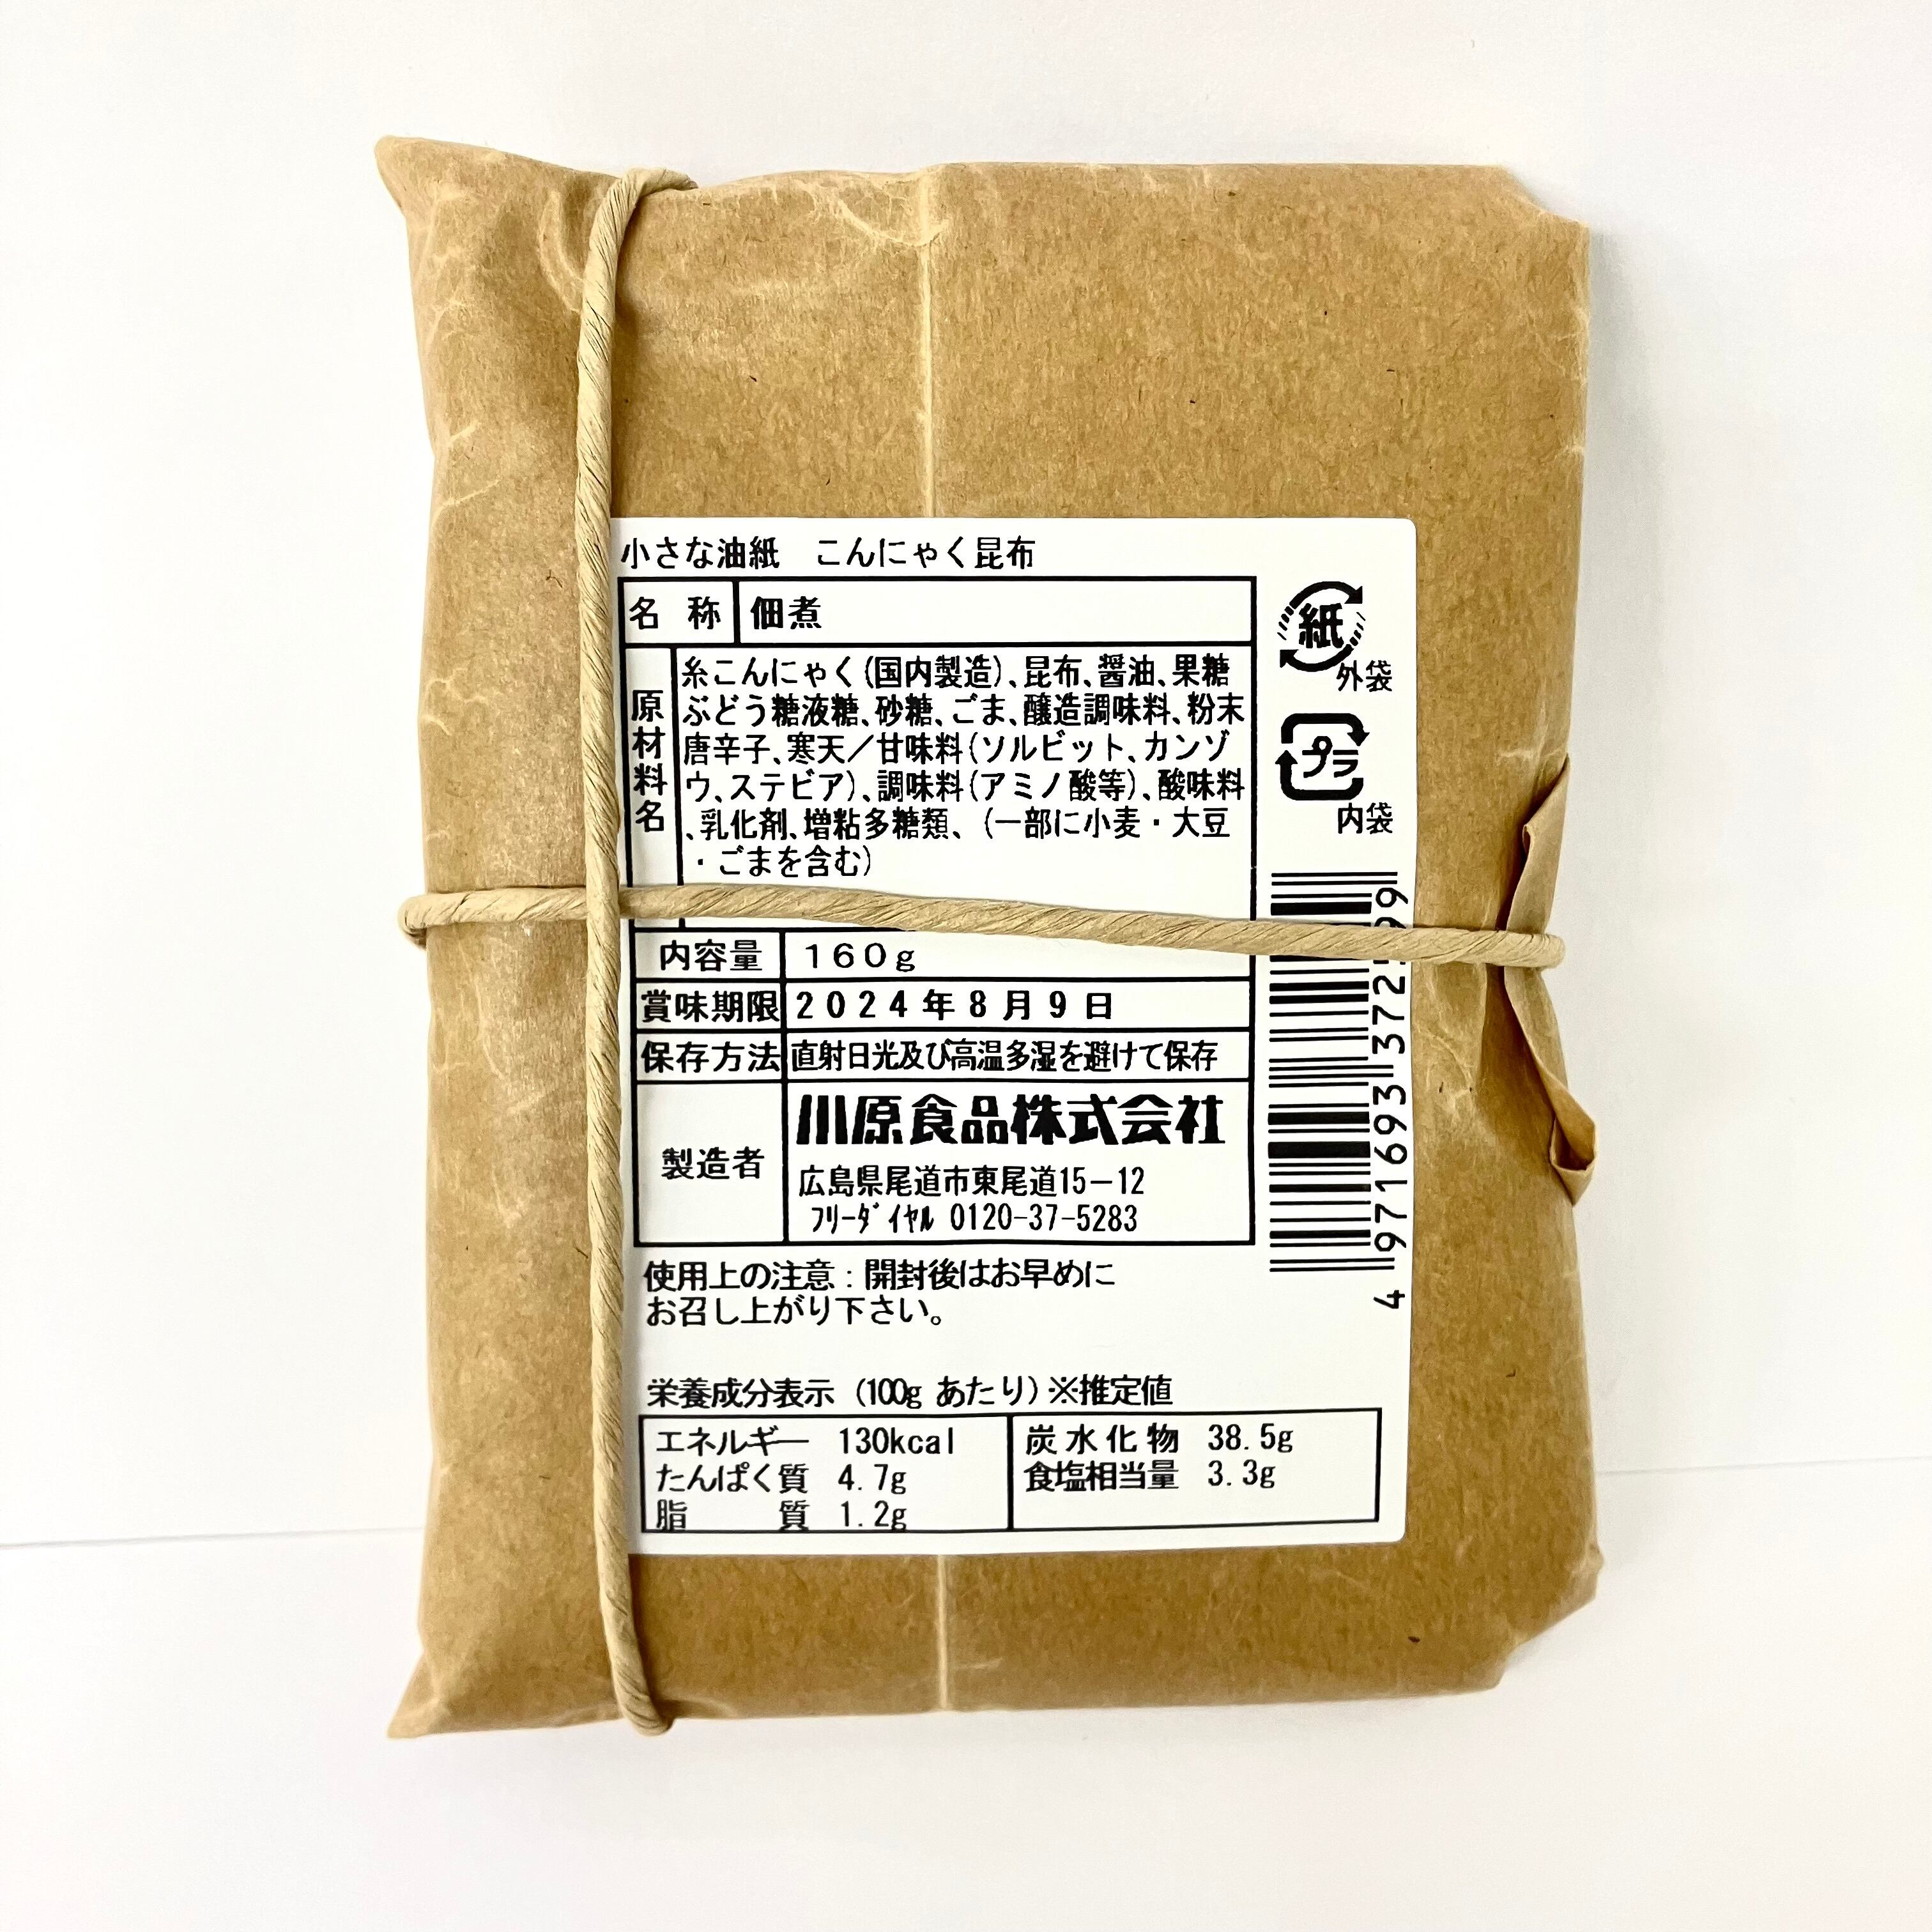 小さな油紙　こんにゃく昆布
名 称 佃煮
原材料名
糸こんにゃく(国内製造)、昆布、醤油、果糖
ぶどう糖液糖、砂糖、ごま、醸造調味料、粉末
唐辛子、寒天／甘味料(ソルビット、カンゾ
ウ、ステビア)、調味料(アミノ酸等)、酸味料
、乳化剤、増粘多糖類、(一部に小麦・大豆
・ごまを含む)
内容量 160g
賞味期限 2024年8月9日
保存方法 直射日光及び高温多湿を避けて保存
製造者
川原食品株式会社
広島県尾道市東尾道15−12
ﾌﾘｰﾀﾞｲﾔﾙ 0120-37-5283
使用上の注意：開封後はお早めに
お召し上がり下さい。
栄養成分表示 (100g あたり)※推定値
エネルギー 130kcal
たんぱく質 4.7g
脂 質 1.2g
炭水化物 38.5g
食塩相当量 3.3g
紙
外袋
プラ
内袋
4 971693 372